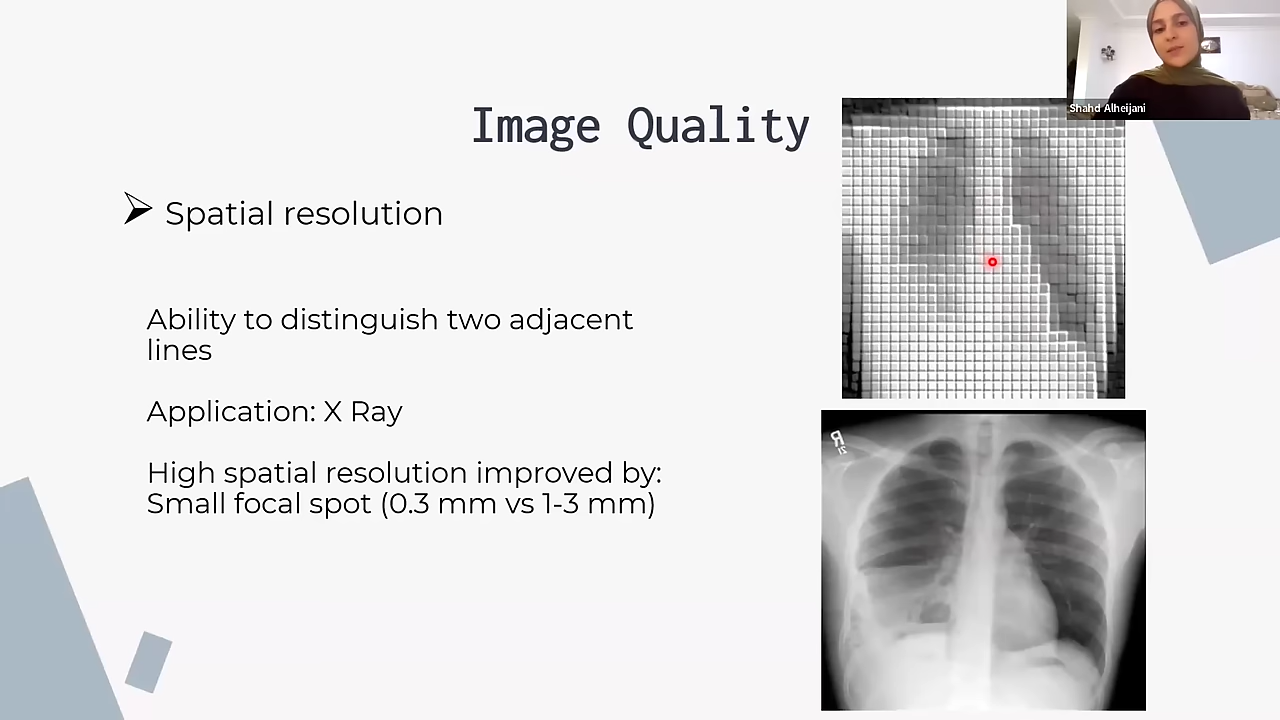 Shahd Alheijani
Image Quality
Spatial resolution
Ability to distinguish two adjacent
lines
Application: X Ray
High spatial resolution improved by:
Small focal spot (0.3 mm vs 1-3 mm)
R